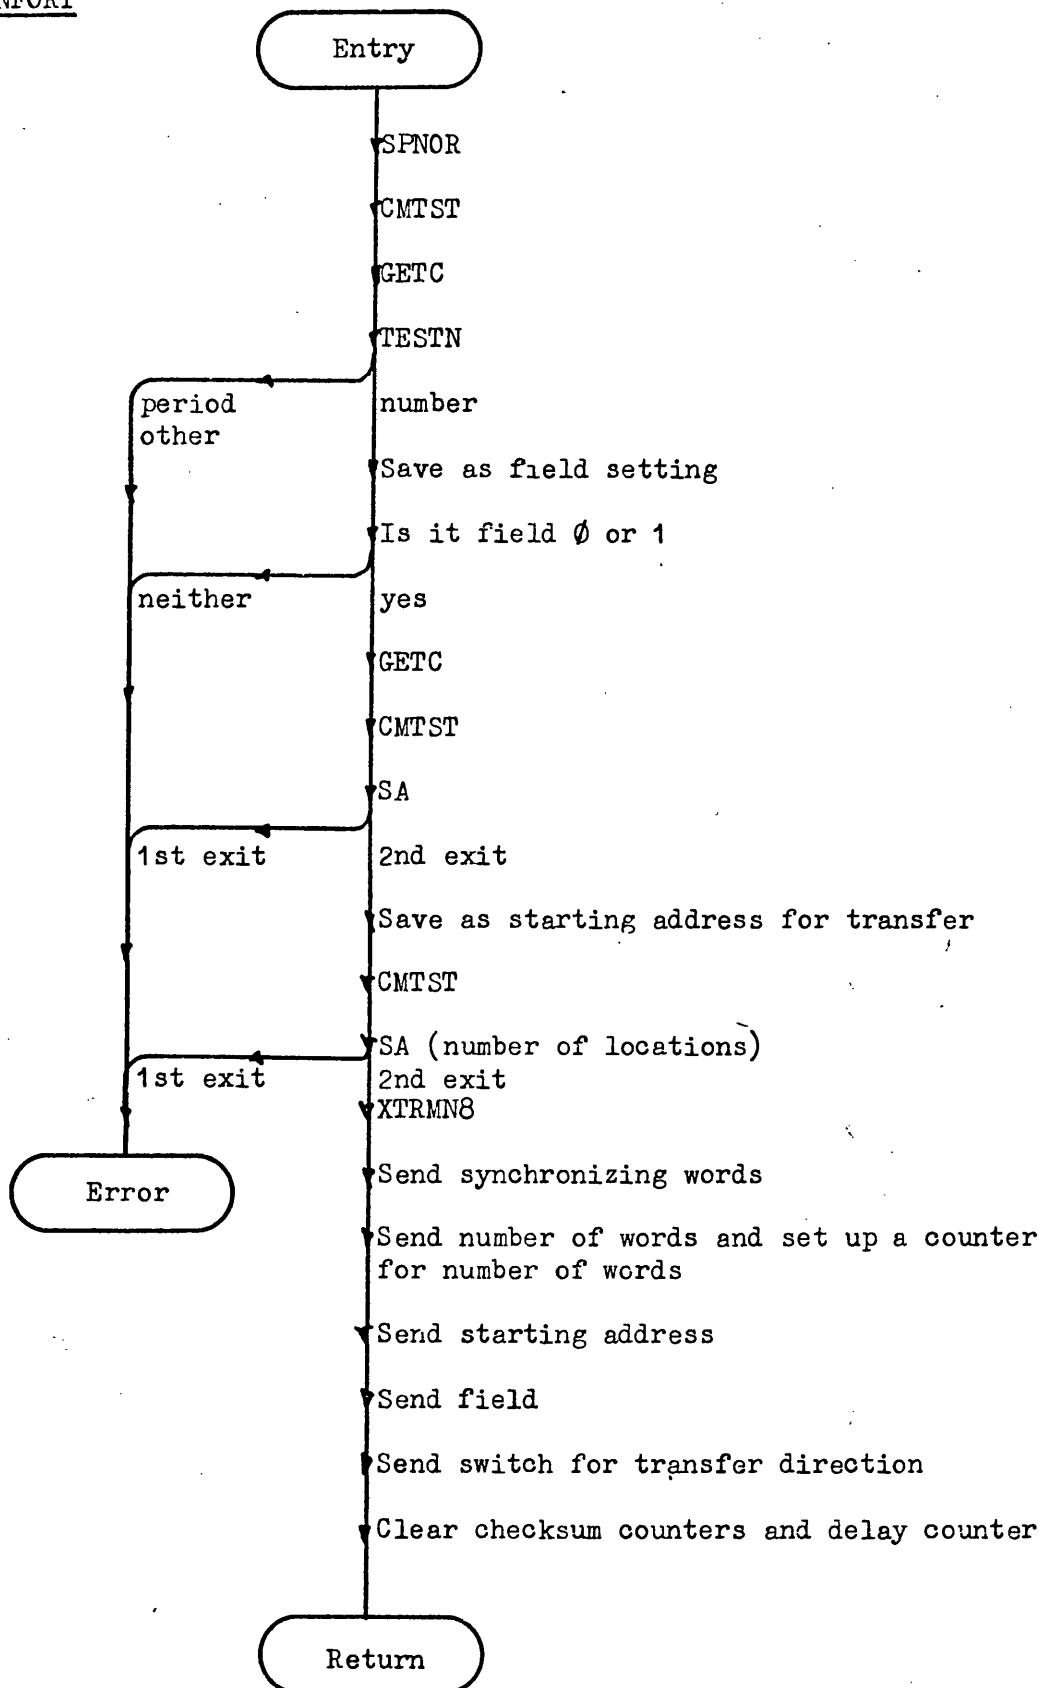 Entry
SPNOR
CMTST
GETC
TESTN
period
other
number
Save as field setting
Is it field Ø or 1
neither
yes
GETC
CMTST
SA
1st exit
2nd exit
Save as starting address for transfer
CMTST
SA (number of locations)
1st exit
2nd exit
XTRMN8
Error
Send synchronizing words
Send number of words and set up a counter
for number of words
Send starting address
Send field
Send switch for transfer direction
Clear checksum counters and delay counter
Return